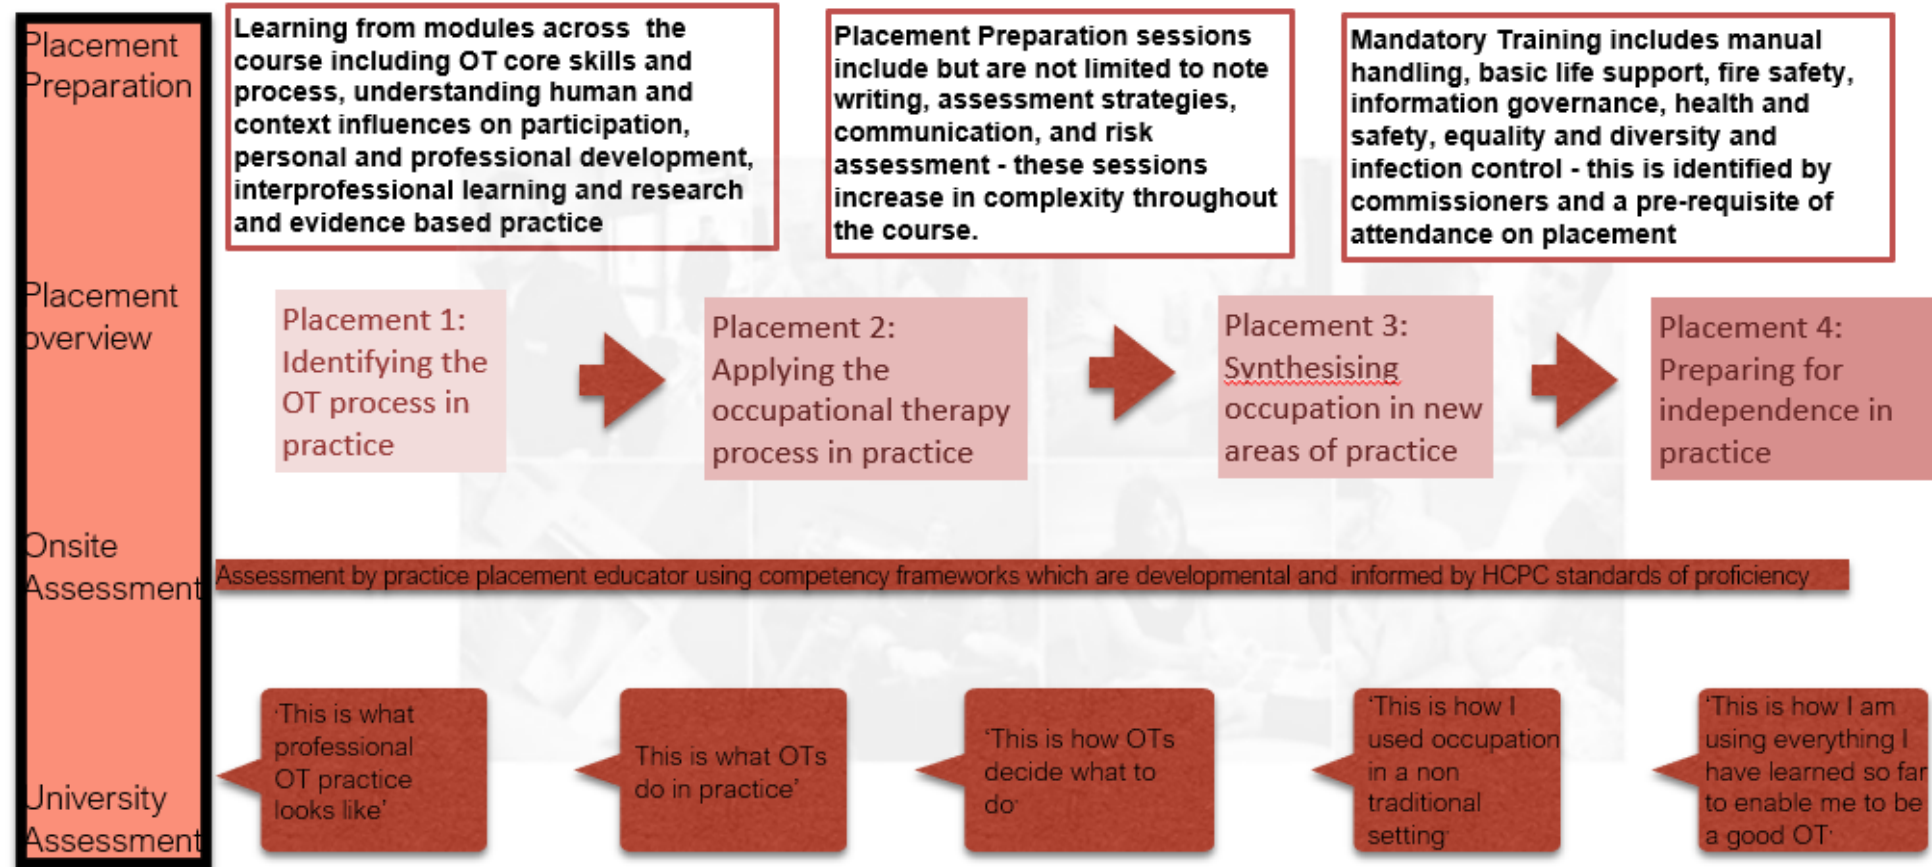 Placement
Preparation
Learning from modules across the
course including OT core skills and
process, understanding human and
context influences on participation,
personal and professional development,
interprofessional learning and research
and evidence based practice
Placement Preparation sessions
include but are not limited to note
writing, assessment strategies,
communication, and risk
assessment - these sessions
increase in complexity throughout
the course.
Mandatory Training includes manual
handling, basic life support, fire safety,
information governance, health and
safety, equality and diversity and
infection control - this is identified by
commissioners and a pre-requisite of
attendance on placement
Placement
overview
Placement 1:
Identifying the
OT process in
practice
Placement 2:
Applying the
occupational therapy
process in practice
Placement 3:
Synthesising
occupation in new
areas of practice
Placement 4:
Preparing for
independence in
practice
Onsite
Assessment
Assessment by practice placement educator using competency frameworks which are developmental and informed by HCPC standards of proficiency
University
Assessment
‘This is what
professional
OT practice
looks like’
This is what OTs
do in practice’
‘This is how OTs
decide what to
do’
‘This is how I
used occupation
in a non
traditional
setting’
‘This is how I am
using everything I
have learned so far
to enable me to be
a good OT’